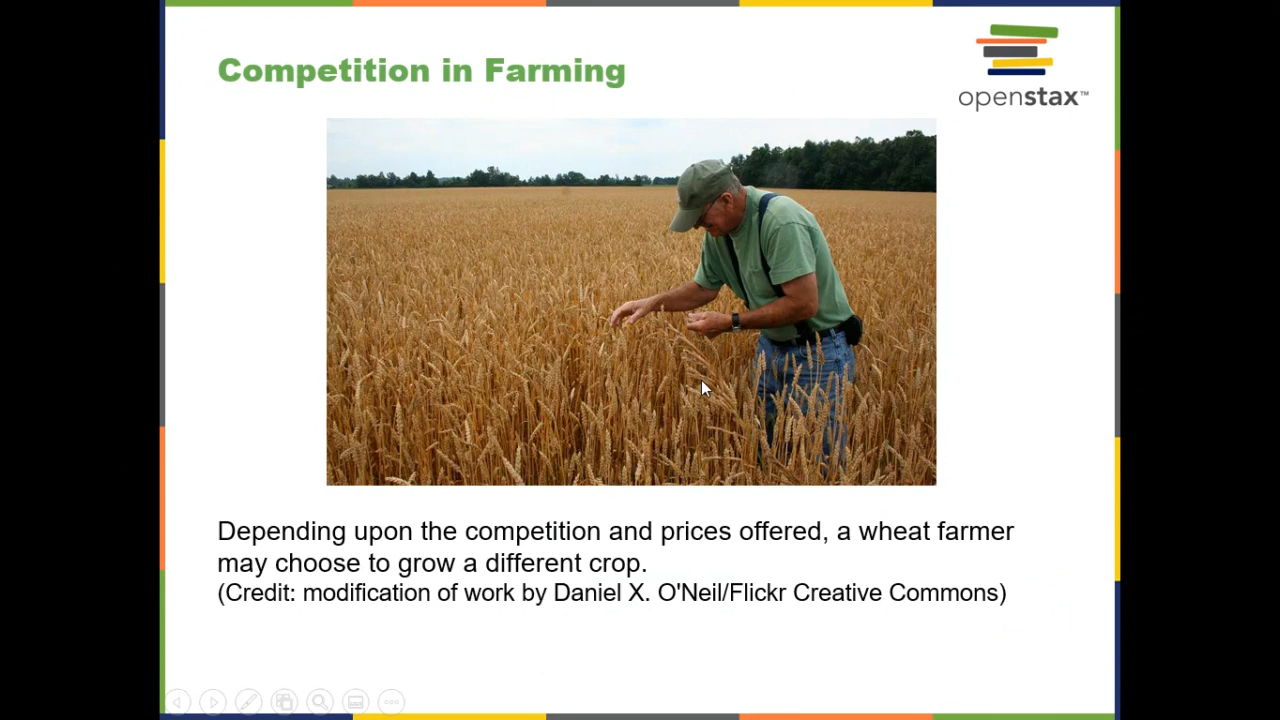 Competition in Farming
openstax™
Depending upon the competition and prices offered, a wheat farmer
may choose to grow a different crop.
(Credit: modification of work by Daniel X. O'Neil/Flickr Creative Commons)